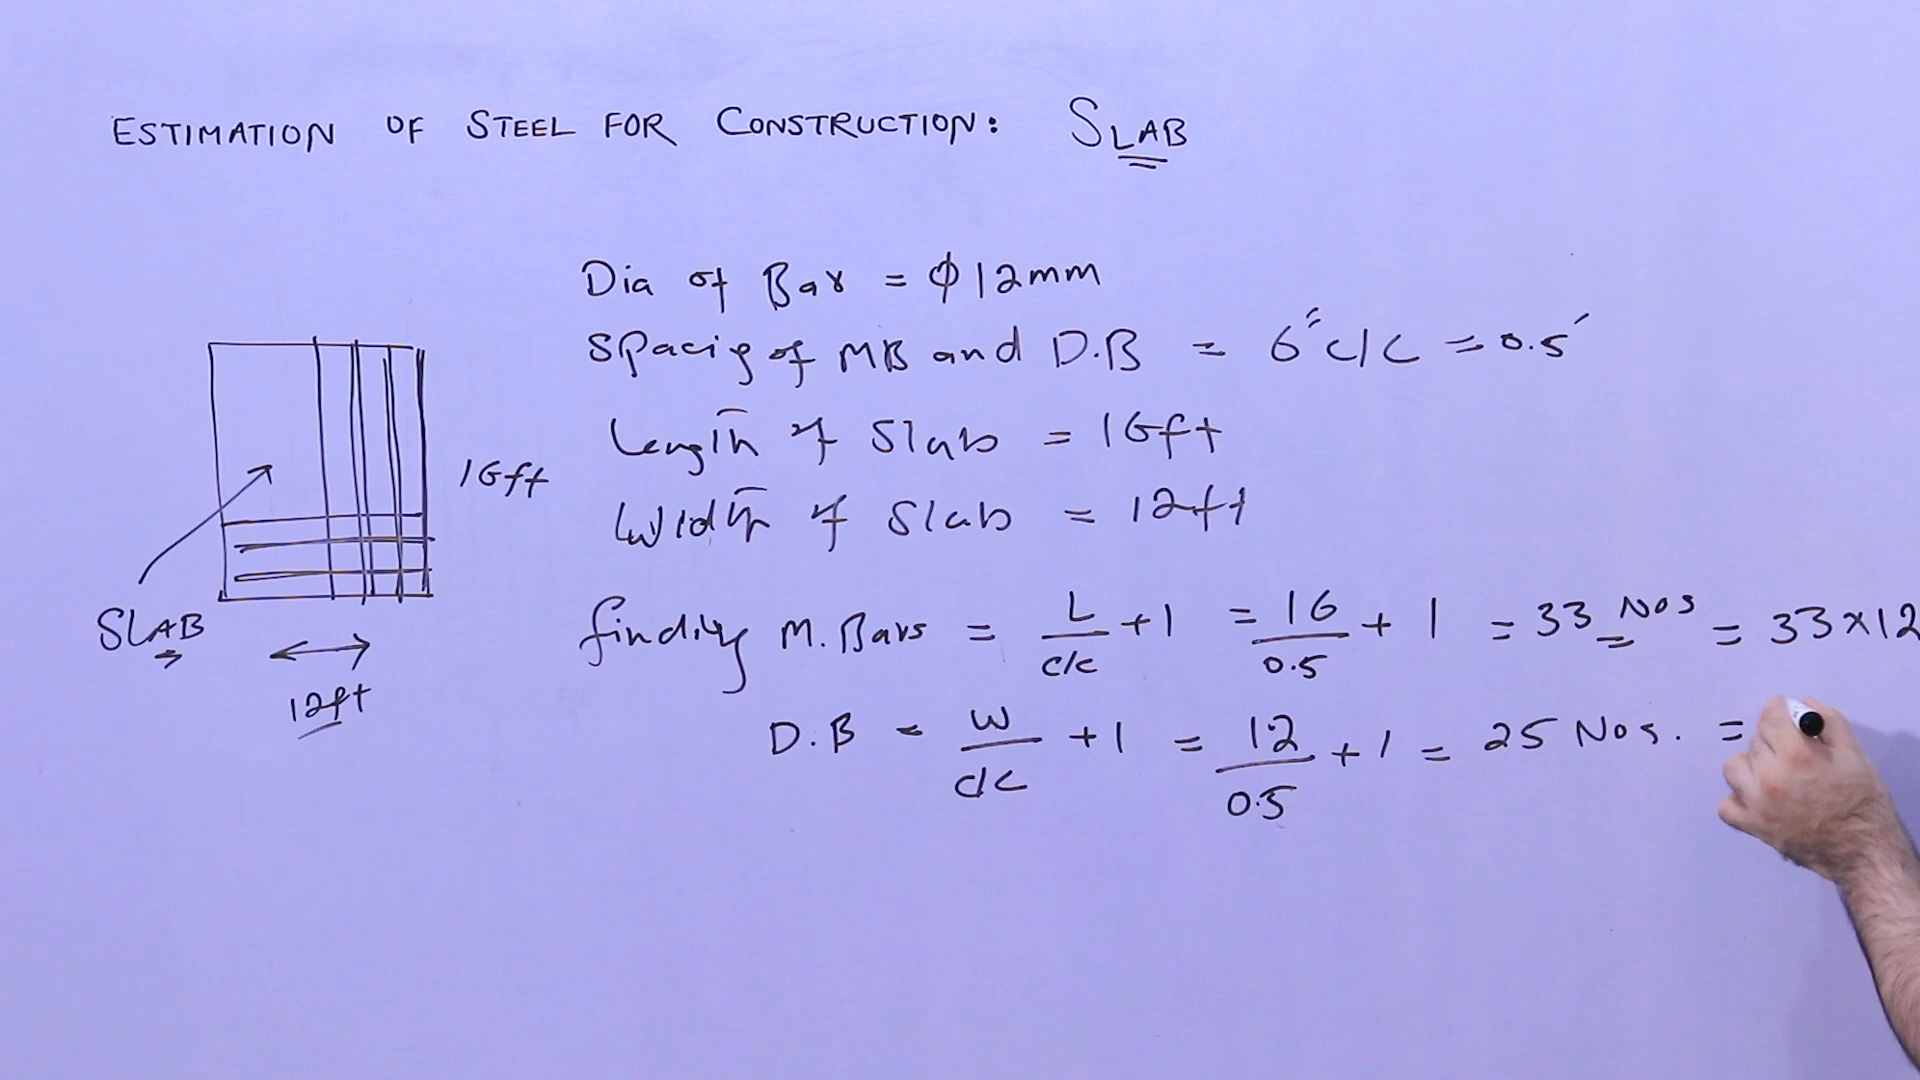 ESTIMATION OF STEEL FOR CONSTRUCTION: SLAB
Dia of Bar = ϕ12mm
Spacig of MB and D.B = 6" c/c = 0.5'
Length of Slab = 16ft
16ft
Width of Slab = 12ft
SLAB
12ft
finding M.Bars = L/c/c + 1 = 16/0.5 + 1 = 33 Nos = 33×12
D.B = W/c/c + 1 = 12/0.5 + 1 = 25 Nos. =